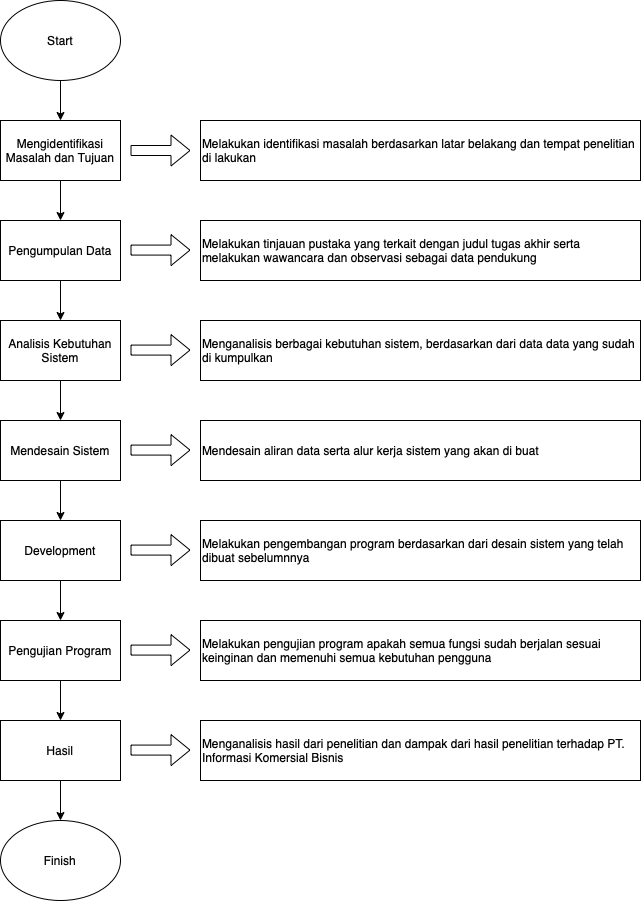 Start
Mengidentifikasi
Masalah dan Tujuan
Melakukan identifikasi masalah berdasarkan latar belakang dan tempat penelitian
di lakukan
Pengumpulan Data
Melakukan tinjauan pustaka yang terkait dengan judul tugas akhir serta
melakukan wawancara dan observasi sebagai data pendukung
Analisis Kebutuhan
Sistem
Menganalisis berbagai kebutuhan sistem, berdasarkan dari data data yang sudah
di kumpulkan
Mendesain Sistem
Mendesain aliran data serta alur kerja sistem yang akan di buat
Development
Melakukan pengembangan program berdasarkan dari desain sistem yang telah
dibuat sebelumnnya
Pengujian Program
Melakukan pengujian program apakah semua fungsi sudah berjalan sesuai
keinginan dan memenuhi semua kebutuhan pengguna
Hasil
Menganalisis hasil dari penelitian dan dampak dari hasil penelitian terhadap PT.
Informasi Komersial Bisnis
Finish